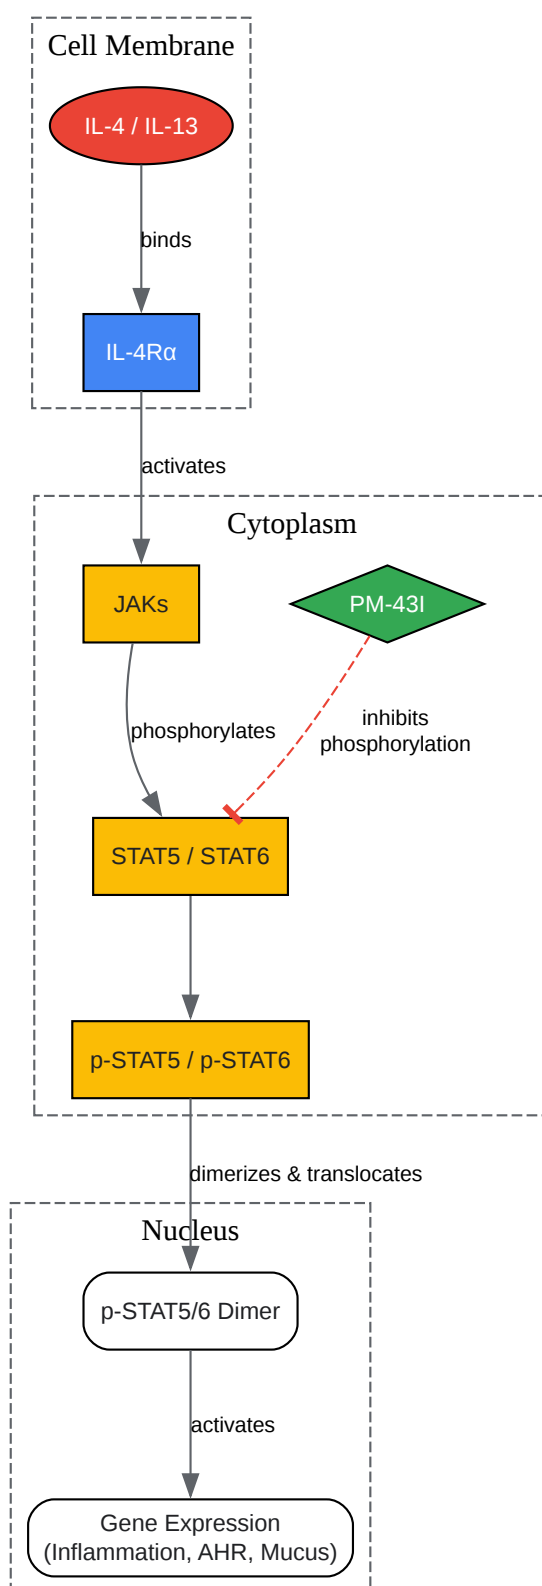 Cell Membrane
IL-4 / IL-13
binds
IL-4Rα
activates
Cytoplasm
JAKs
PM-43I
phosphorylates
inhibits
phosphorylation
STAT5 / STAT6
p-STAT5 / p-STAT6
dimerizes & translocates
Nucleus
p-STAT5/6 Dimer
activates
Gene Expression
(Inflammation, AHR, Mucus)